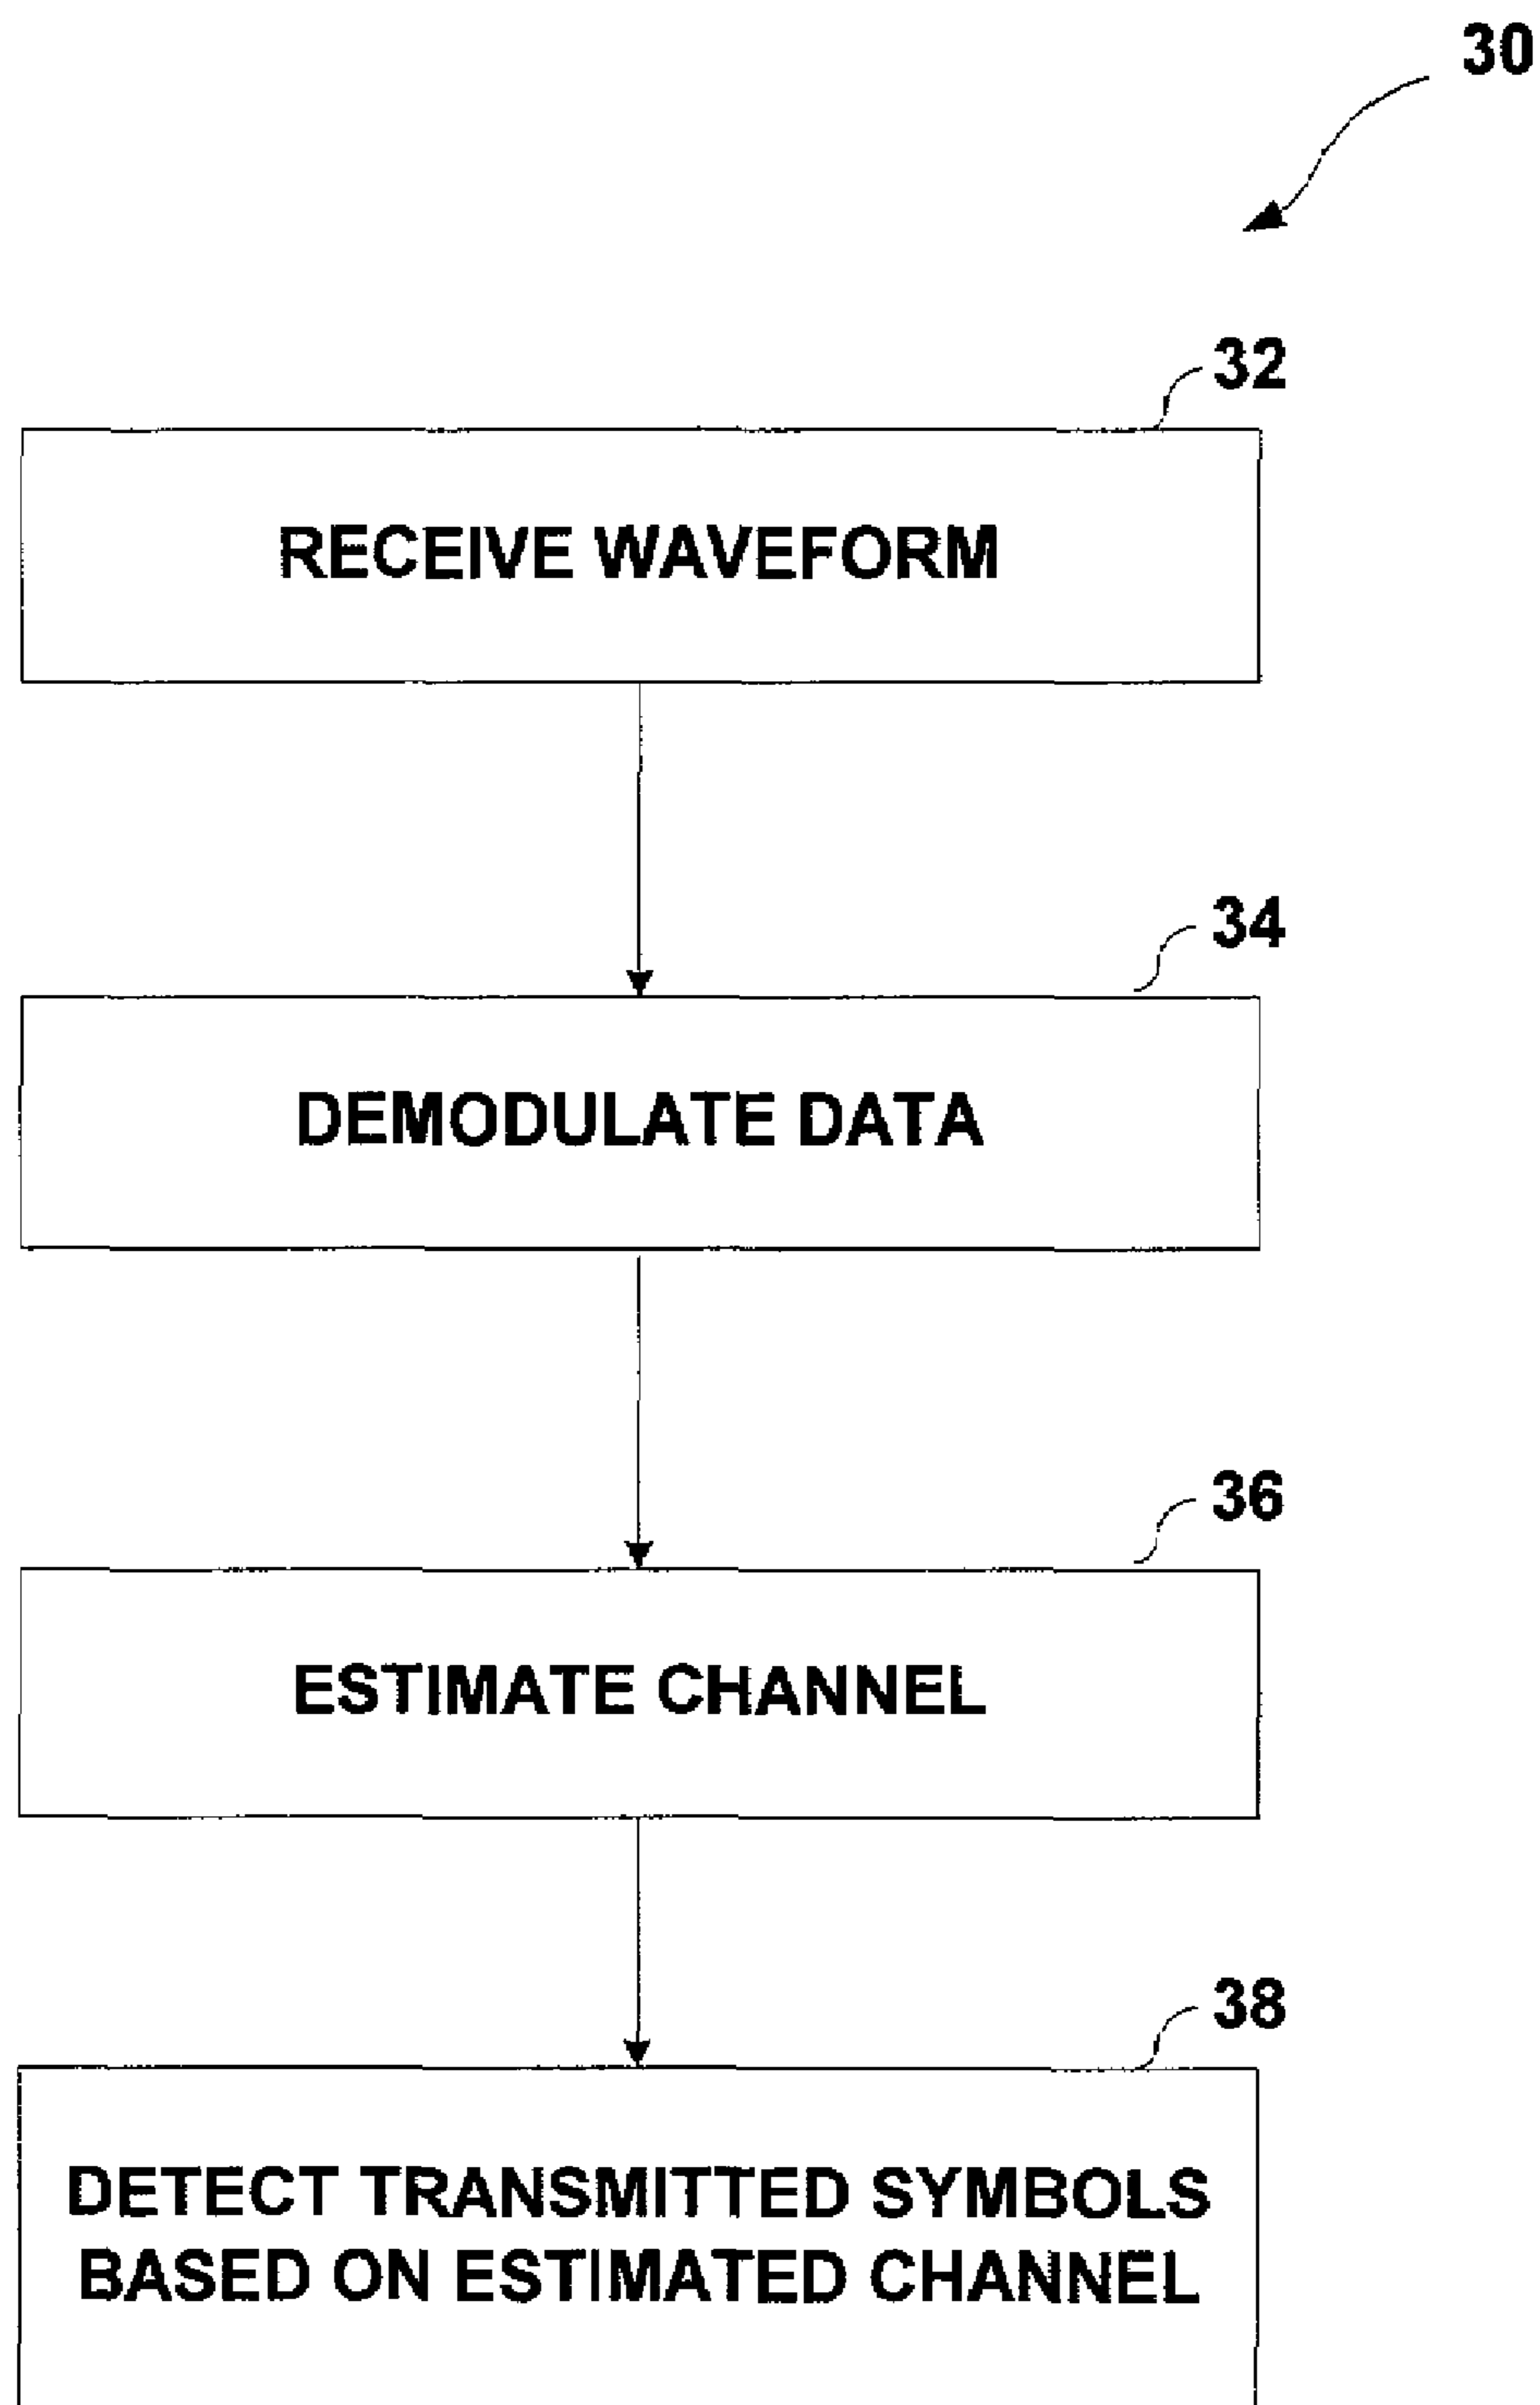 30
32
RECEIVE WAVEFORM
34
DEMODULATE DATA
36
ESTIMATE CHANNEL
38
DETECT TRANSMITTED SYMBOLS
BASED ON ESTIMATED CHANNEL